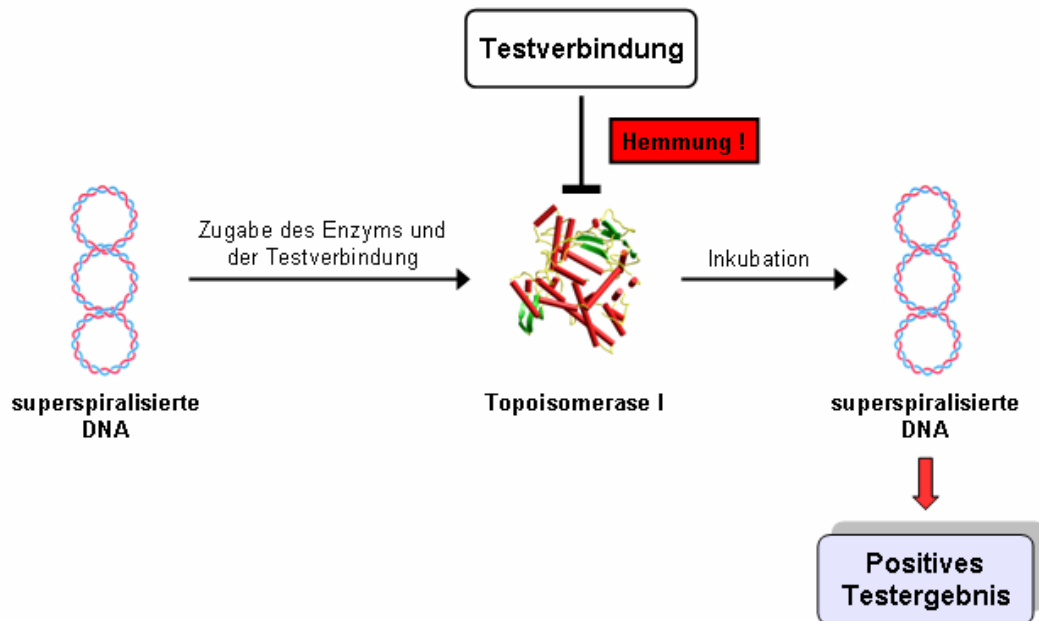 Testverbindung
Hemmung !
Zugabe des Enzyms und
der Testverbindung
Inkubation
superspiralisierte
DNA
Topoisomerase I
superspiralisierte
DNA
Positives
Testergebnis